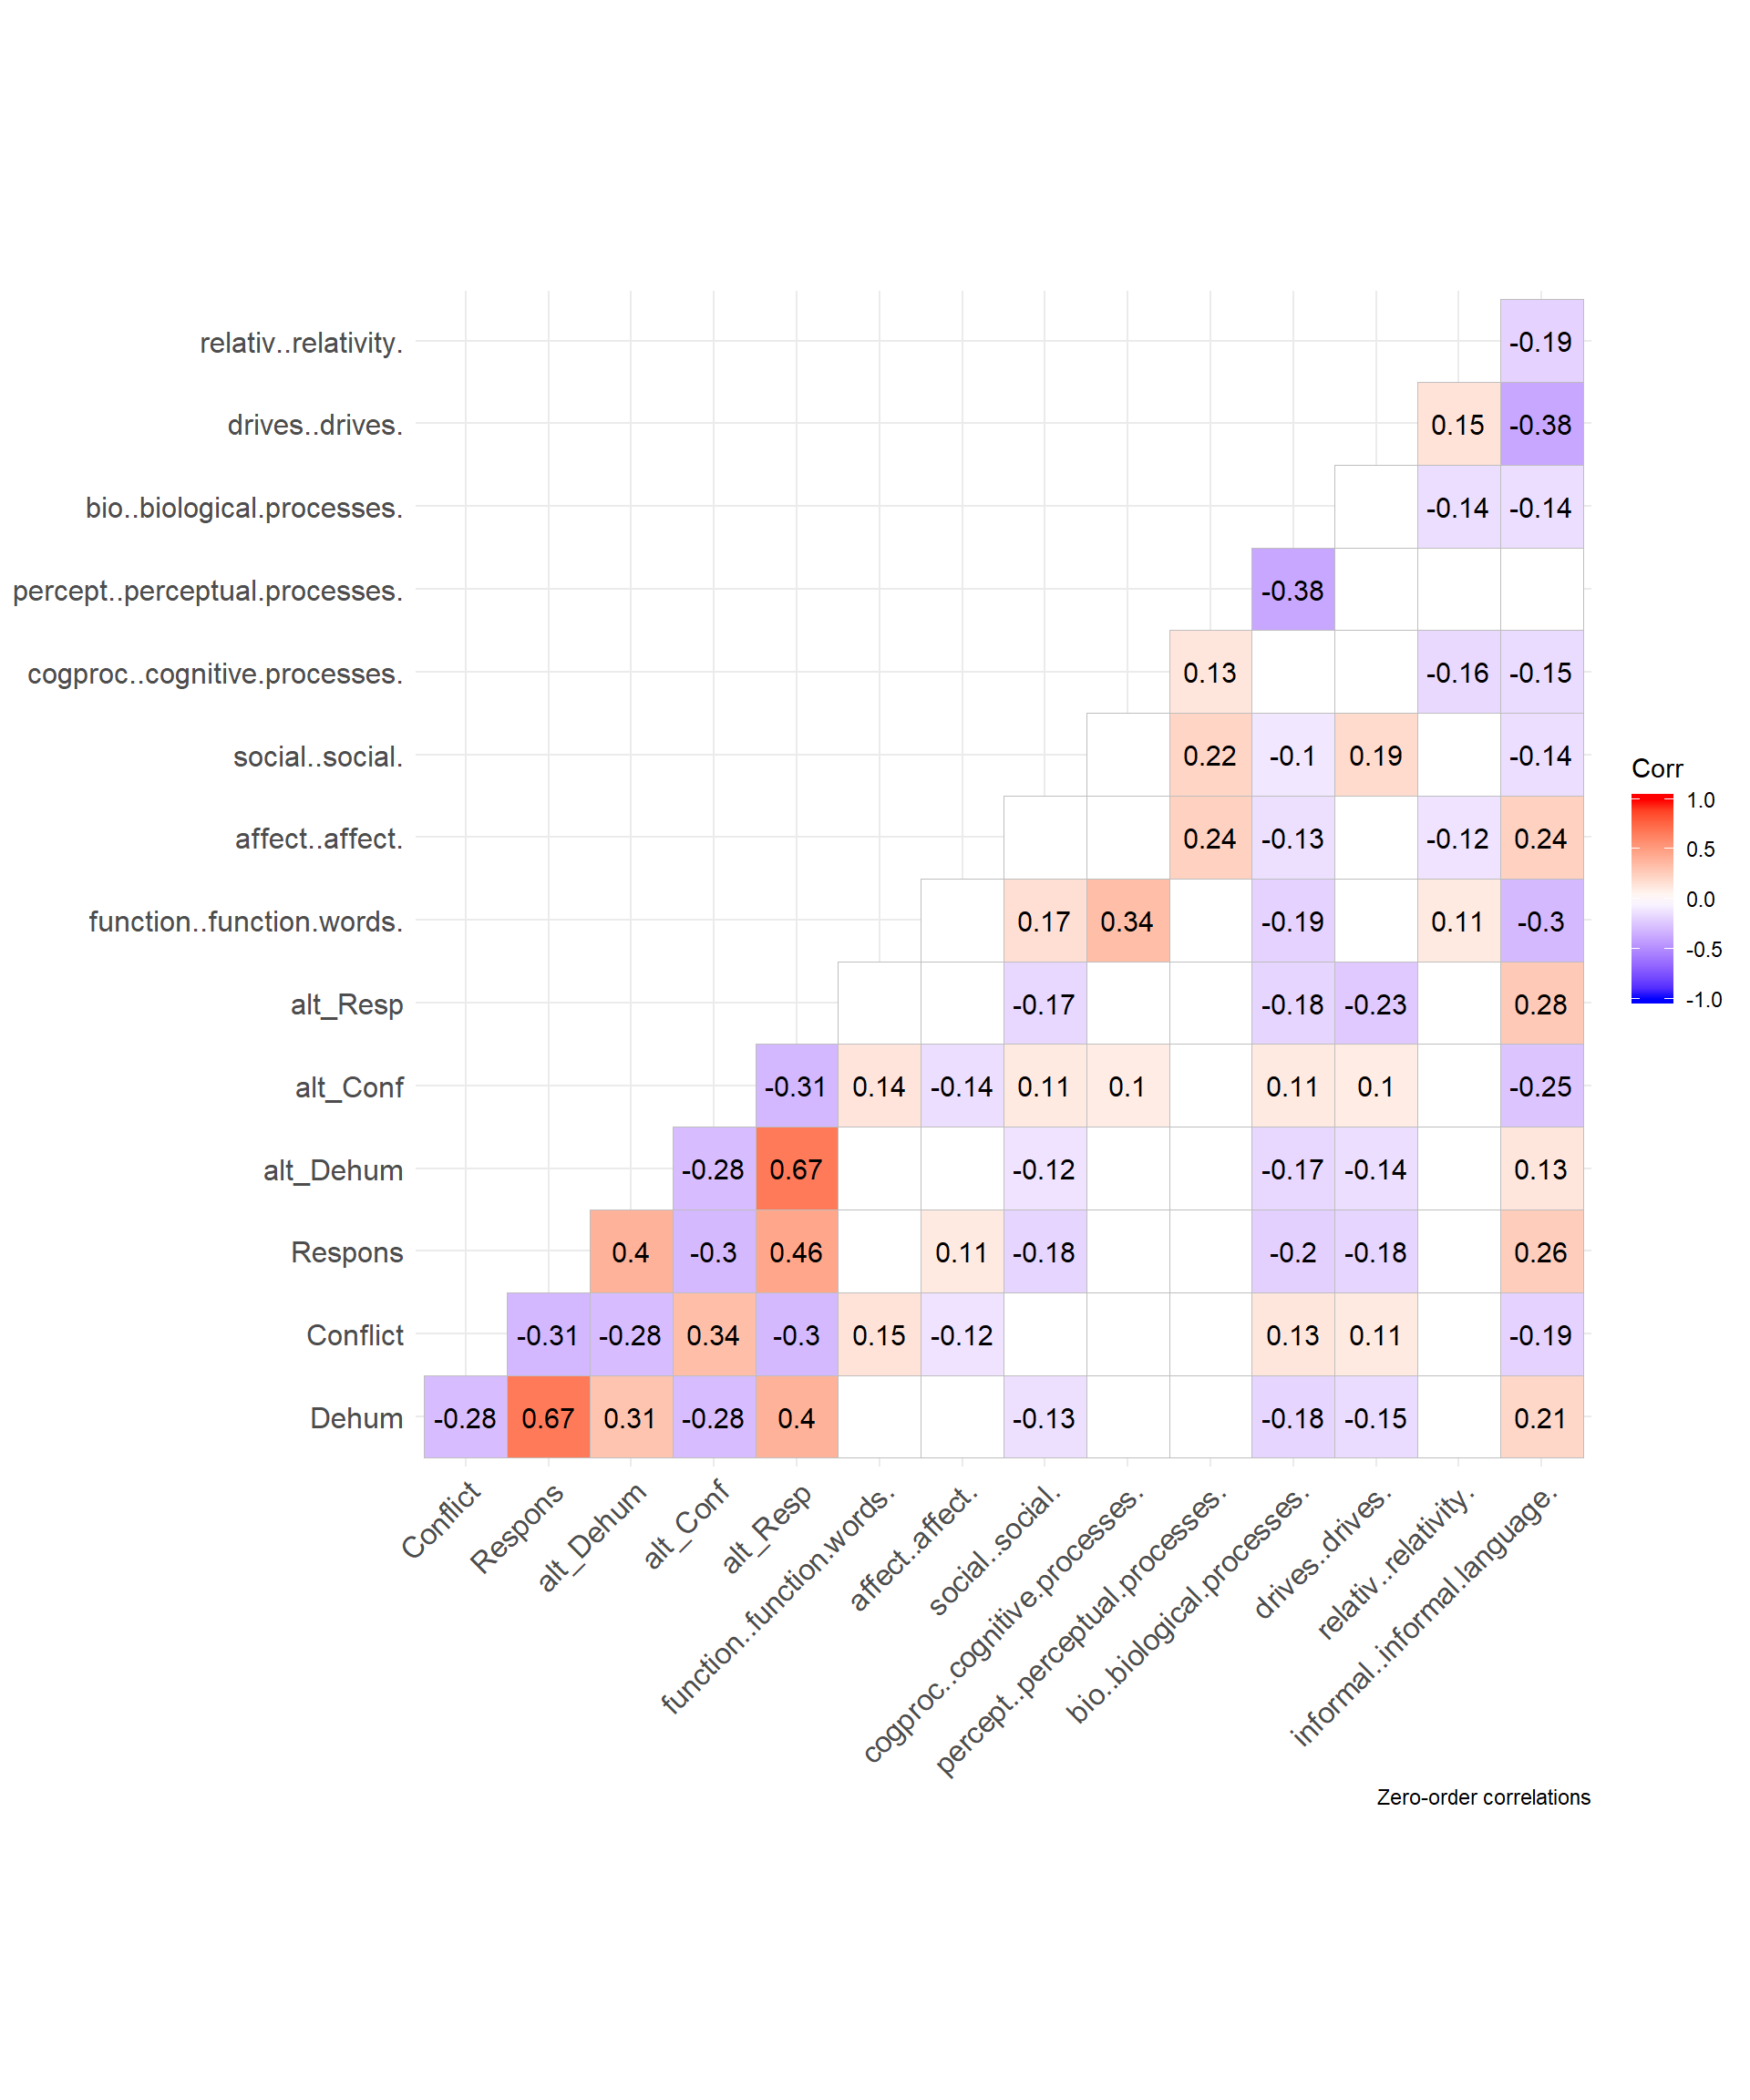 relativ..relativity. -0.19
drives..drives. 0.15 -0.38
bio..biological.processes. -0.14 -0.14
percept..perceptual.processes. -0.38
cogproc..cognitive.processes. 0.13 -0.16 -0.15
social..social. 0.22 -0.1 0.19 -0.14
affect..affect. 0.24 -0.13 -0.12 0.24
function..function.words. 0.17 0.34 -0.19 0.11 -0.3
alt_Resp -0.17 -0.18 -0.23 0.28
alt_Conf -0.31 0.14 -0.14 0.11 0.1 0.11 0.1 -0.25
alt_Dehum -0.28 0.67 -0.12 -0.17 -0.14 0.13
Respons 0.4 -0.3 0.46 0.11 -0.18 -0.2 -0.18 0.26
Conflict -0.31 -0.28 0.34 -0.3 0.15 -0.12 0.13 0.11 -0.19
Dehum -0.28 0.67 0.31 -0.28 0.4 -0.13 -0.18 -0.15 0.21
Conflict
Respons
alt_Dehum
alt_Conf
alt_Resp
function..function.words.
affect..affect.
social..social.
cogproc..cognitive.processes.
percept..perceptual.processes.
bio..biological.processes.
drives..drives.
relativ..relativity.
informal..informal.language.
Corr
1.0
0.5
0.0
-0.5
-1.0
Zero-order correlations